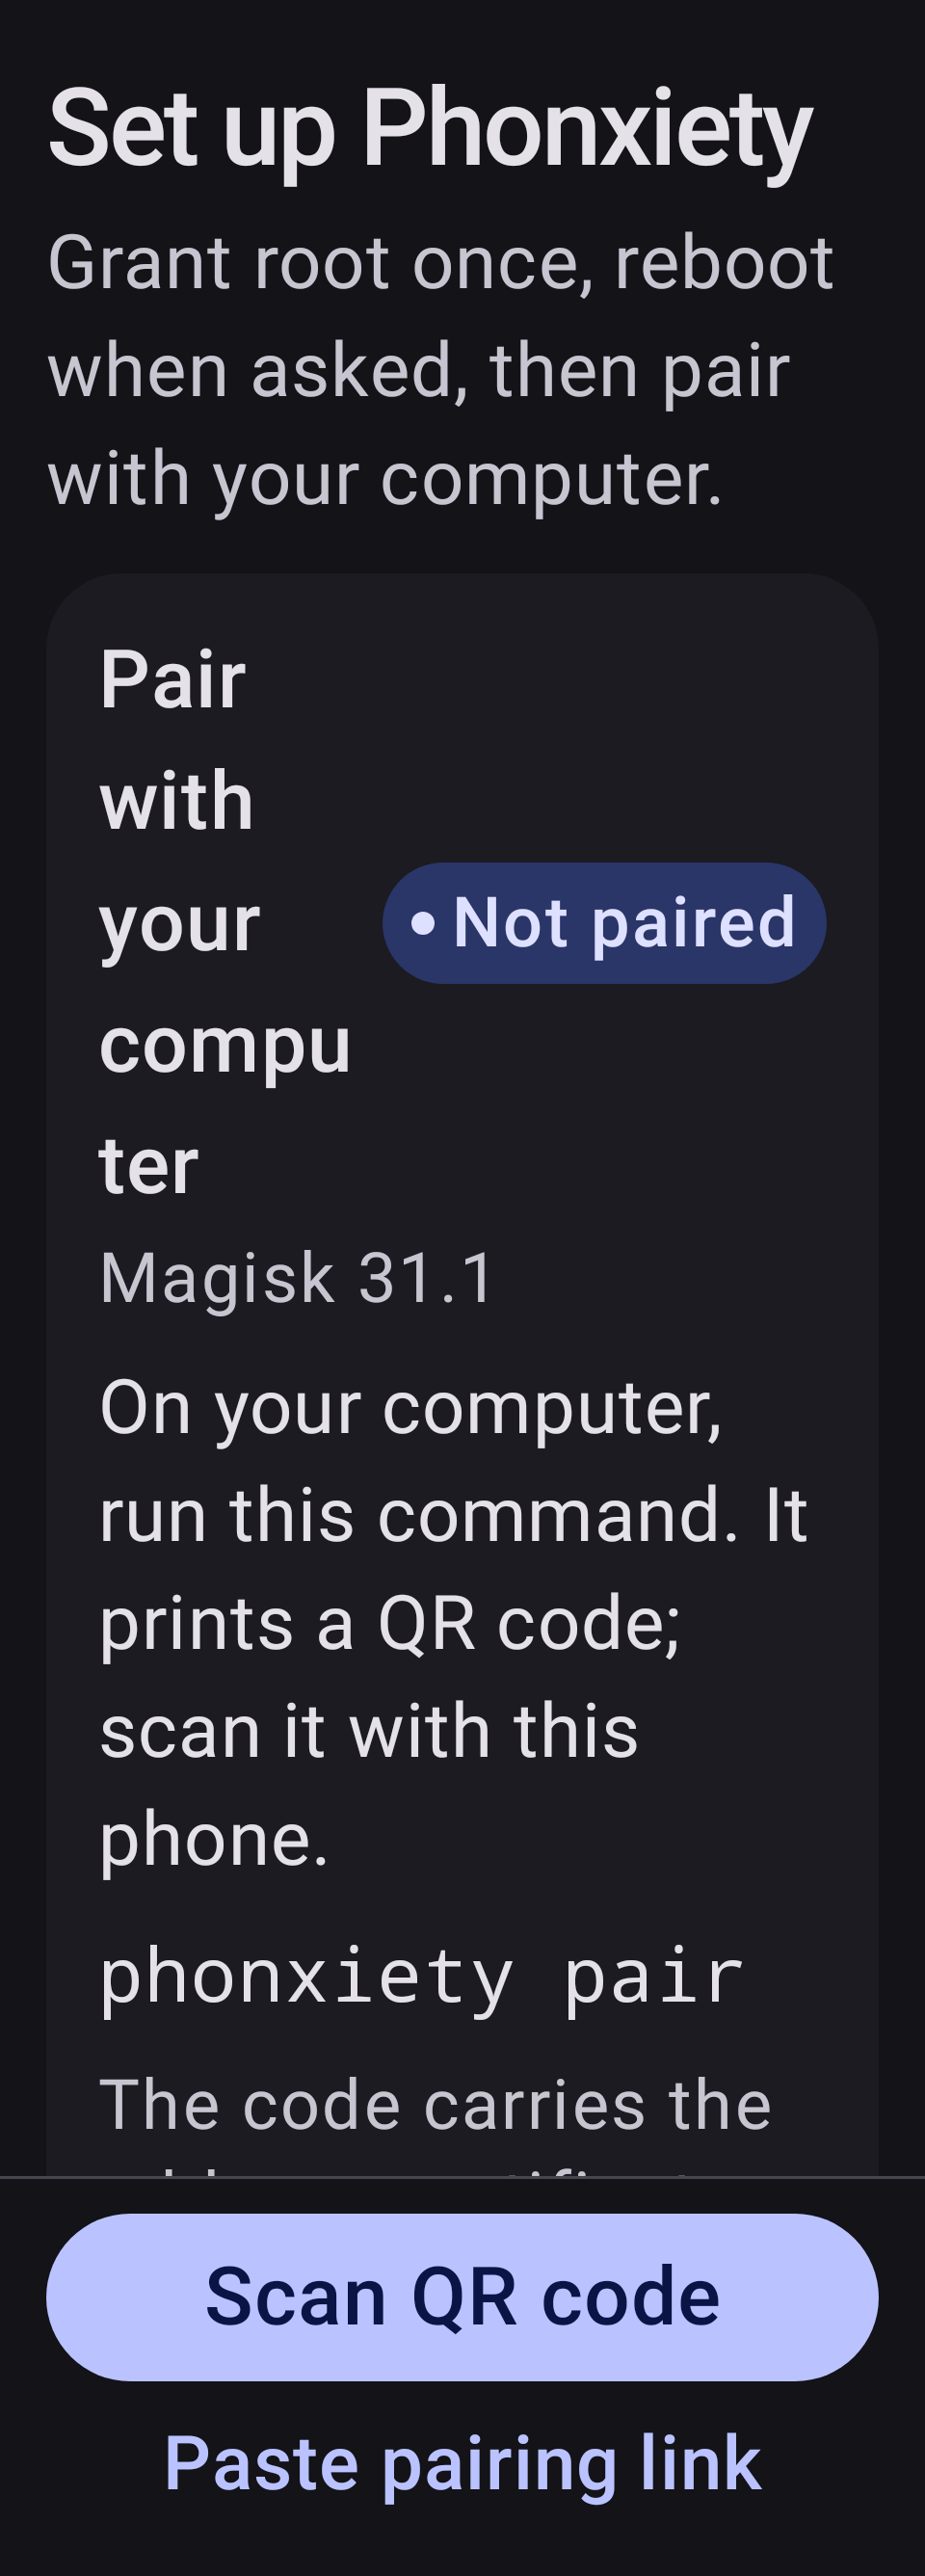 Set up Phonxiety
Grant root once, reboot
when asked, then pair
with your computer.
Pair
with
your
compu
ter
Not paired
Magisk 31.1
On your computer,
run this command. It
prints a QR code;
scan it with this
phone.
phonxiety pair
The code carries the
Scan QR code
Paste pairing link